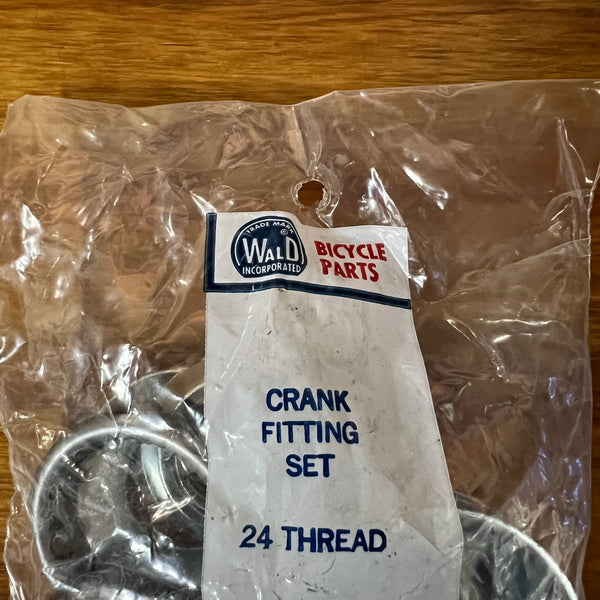 TRADE MARK
WALD ®
INCORPORATED
BICYCLE
PARTS
CRANK
FITTING
SET
24 THREAD